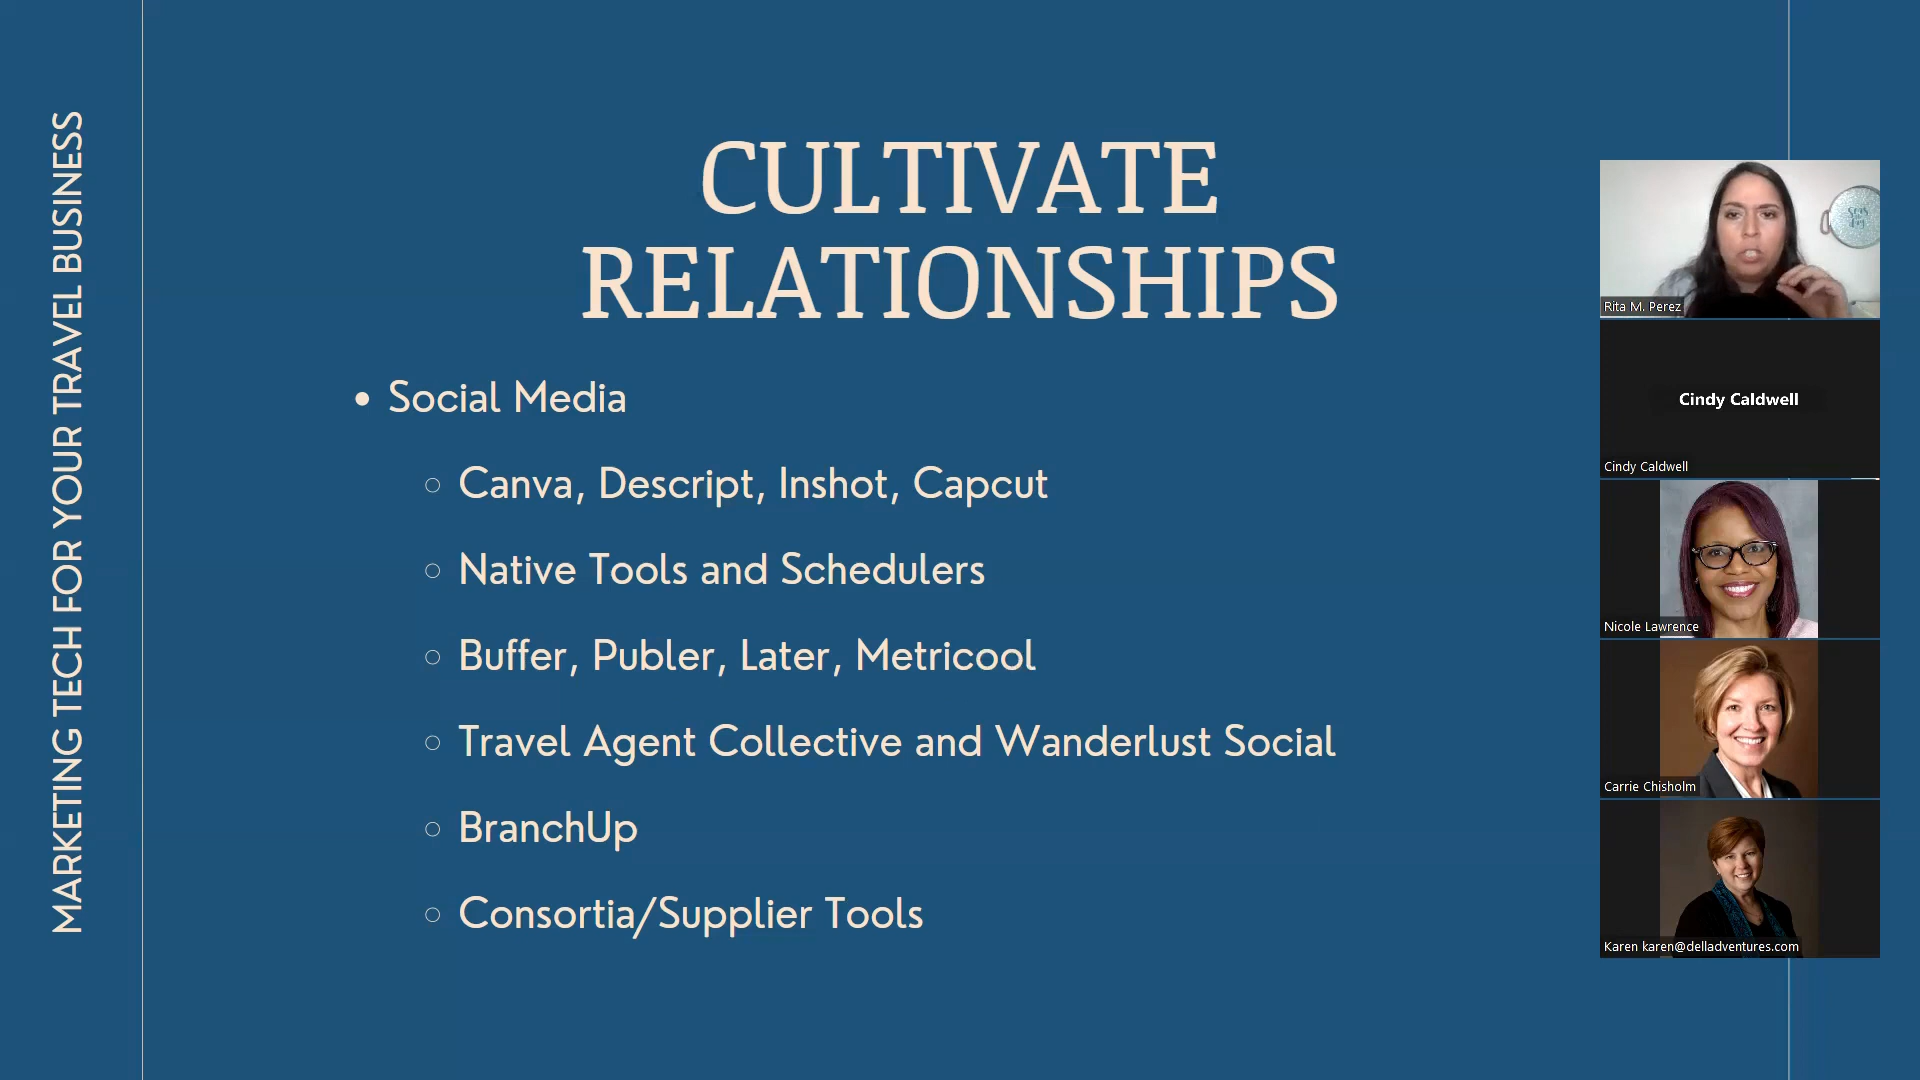 MARKETING TECH FOR YOUR TRAVEL BUSINESS
CULTIVATE
RELATIONSHIPS
• Social Media
○ Canva, Descript, Inshot, Capcut
○ Native Tools and Schedulers
○ Buffer, Publer, Later, Metricool
○ Travel Agent Collective and Wanderlust Social
○ BranchUp
○ Consortia/Supplier Tools
Rita M. Perez
Cindy Caldwell
Cindy Caldwell
Nicole Lawrence
Carrie Chisholm
Karen karen@delladventures.com